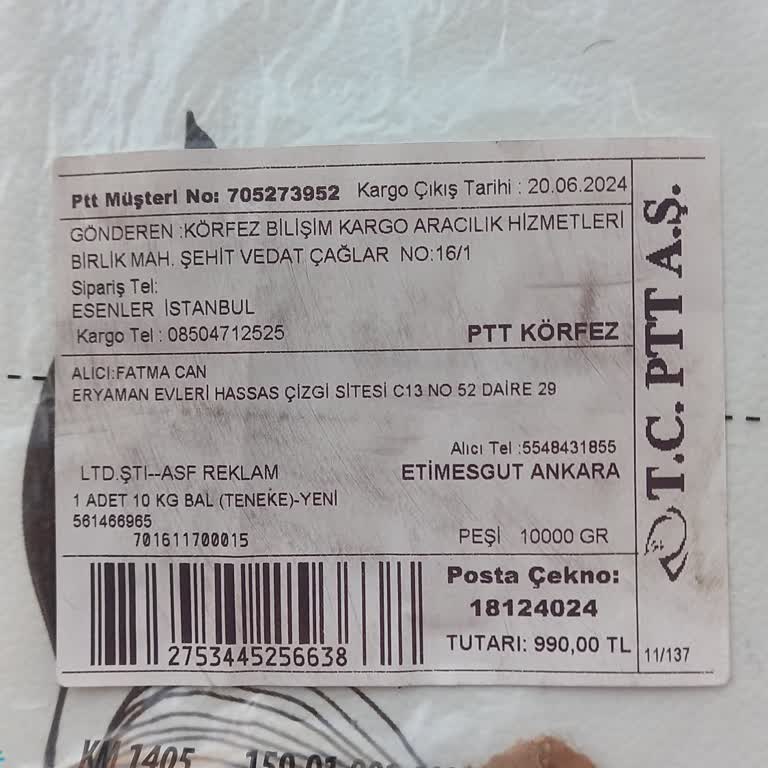 Ptt Müşteri No: 705273952 Kargo Çıkış Tarihi : 20.06.2024
GÖNDEREN :KÖRFEZ BİLİŞİM KARGO ARACILIK HİZMETLERİ
BİRLİK MAH. ŞEHİT VEDAT ÇAĞLAR NO:16/1
Sipariş Tel:
ESENLER İSTANBUL
Kargo Tel : 08504712525 PTT KÖRFEZ
ALICI:FATMA CAN
ERYAMAN EVLERİ HASSAS ÇİZGİ SİTESİ C13 NO 52 DAİRE 29
Alıcı Tel :5548431855
LTD.ŞTI--ASF REKLAM ETİMESGUT ANKARA
1 ADET 10 KG BAL (TENEKE)-YENİ
561466965
701611700015 PEŞİ 10000 GR
Posta Çekno:
18124024
2753445256638 TUTARI: 990,00 TL
11/137
T.C. PTT A.Ş.
KM 1405